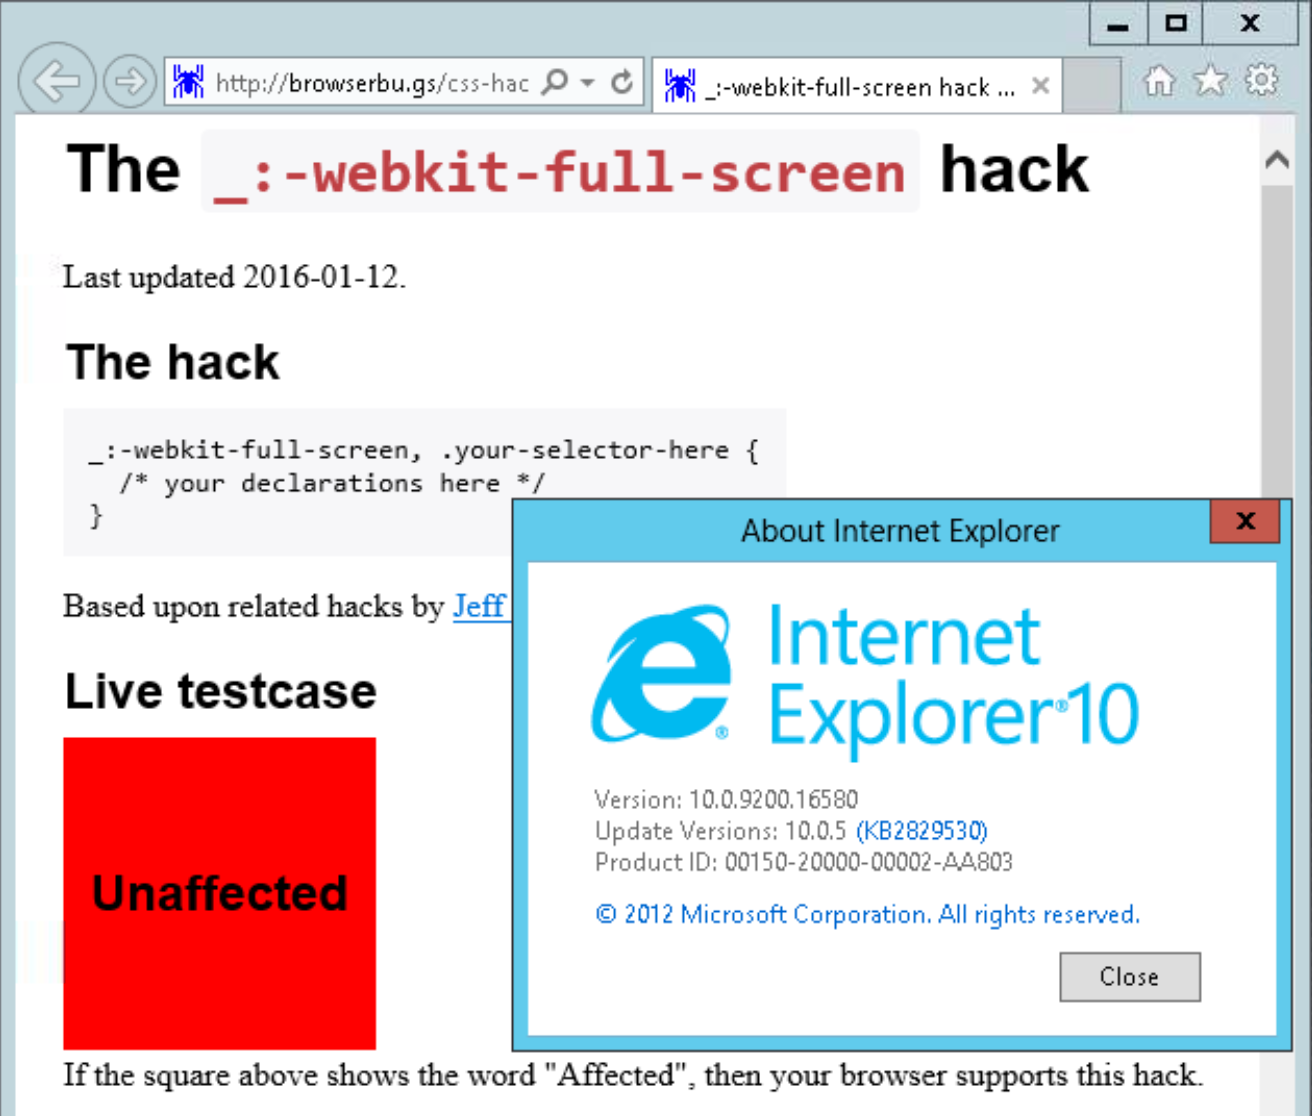 http://browserbu.gs/css-hac
_:-webkit-full-screen hack ...
The _:-webkit-full-screen hack
Last updated 2016-01-12.
The hack
_:-webkit-full-screen, .your-selector-here {
/* your declarations here */
}
Based upon related hacks by Jeff
Live testcase
Unaffected
If the square above shows the word "Affected", then your browser supports this hack.
About Internet Explorer
Internet
Explorer®10
Version: 10.0.9200.16580
Update Versions: 10.0.5 (KB2829530)
Product ID: 00150-20000-00002-AA803
© 2012 Microsoft Corporation. All rights reserved.
Close